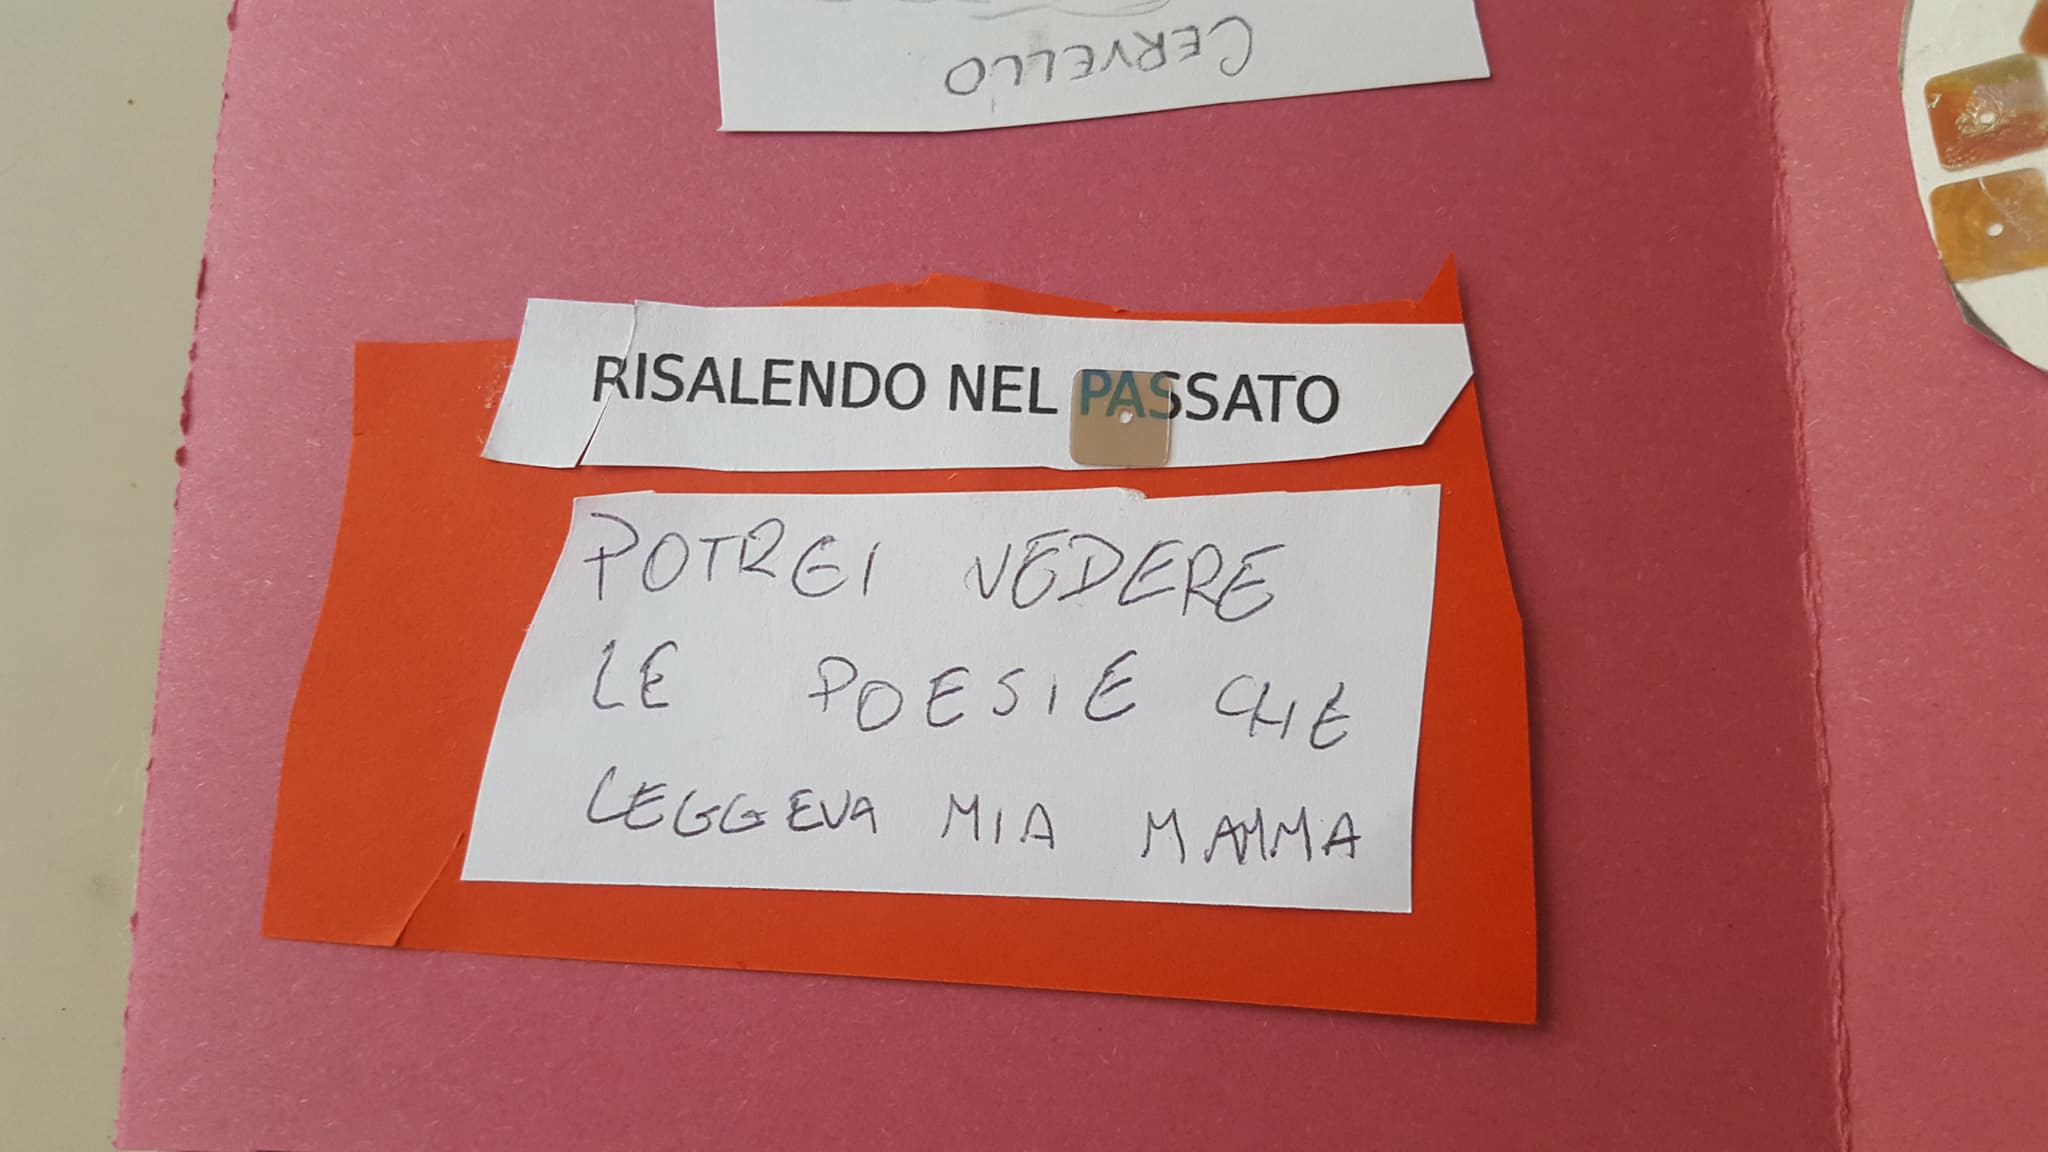 CERVELLO
RISALENDO NEL PASSATO
POTREI VEDERE
LE POESIE CHE
LEGGEVA MIA MAMMA